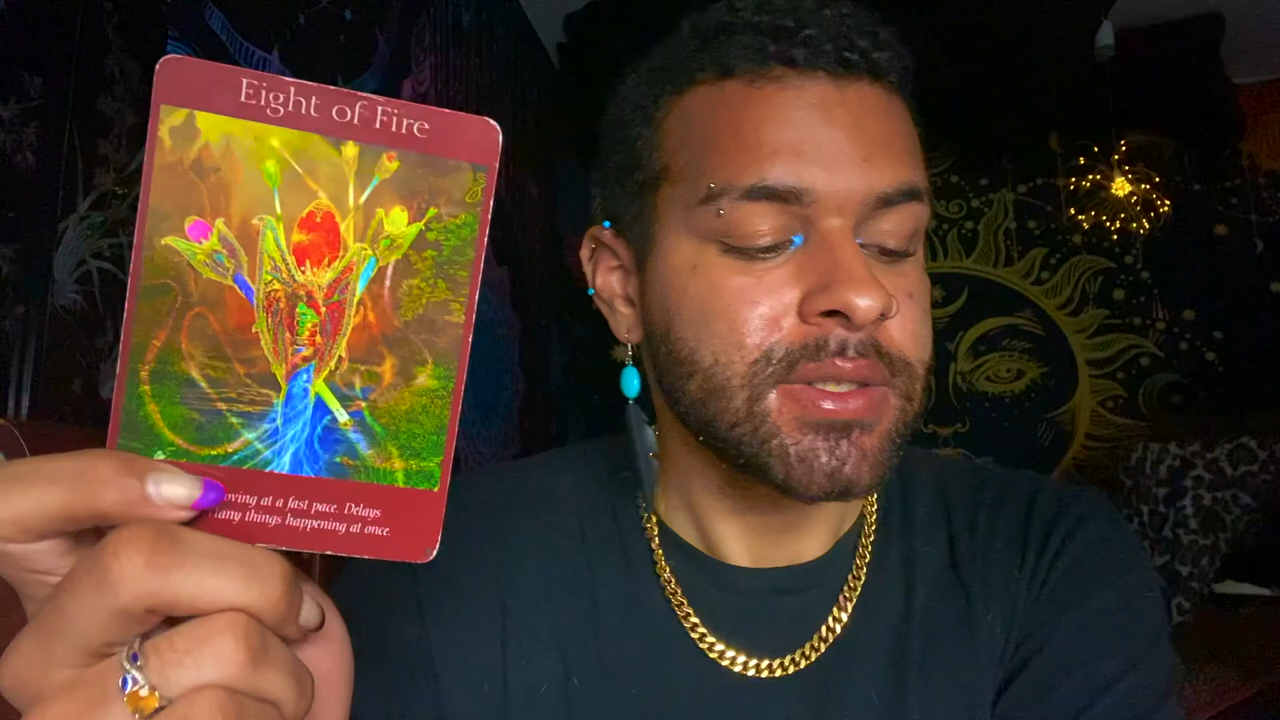 Eight of Fire
oving at a fast pace. Delays
any things happening at once.